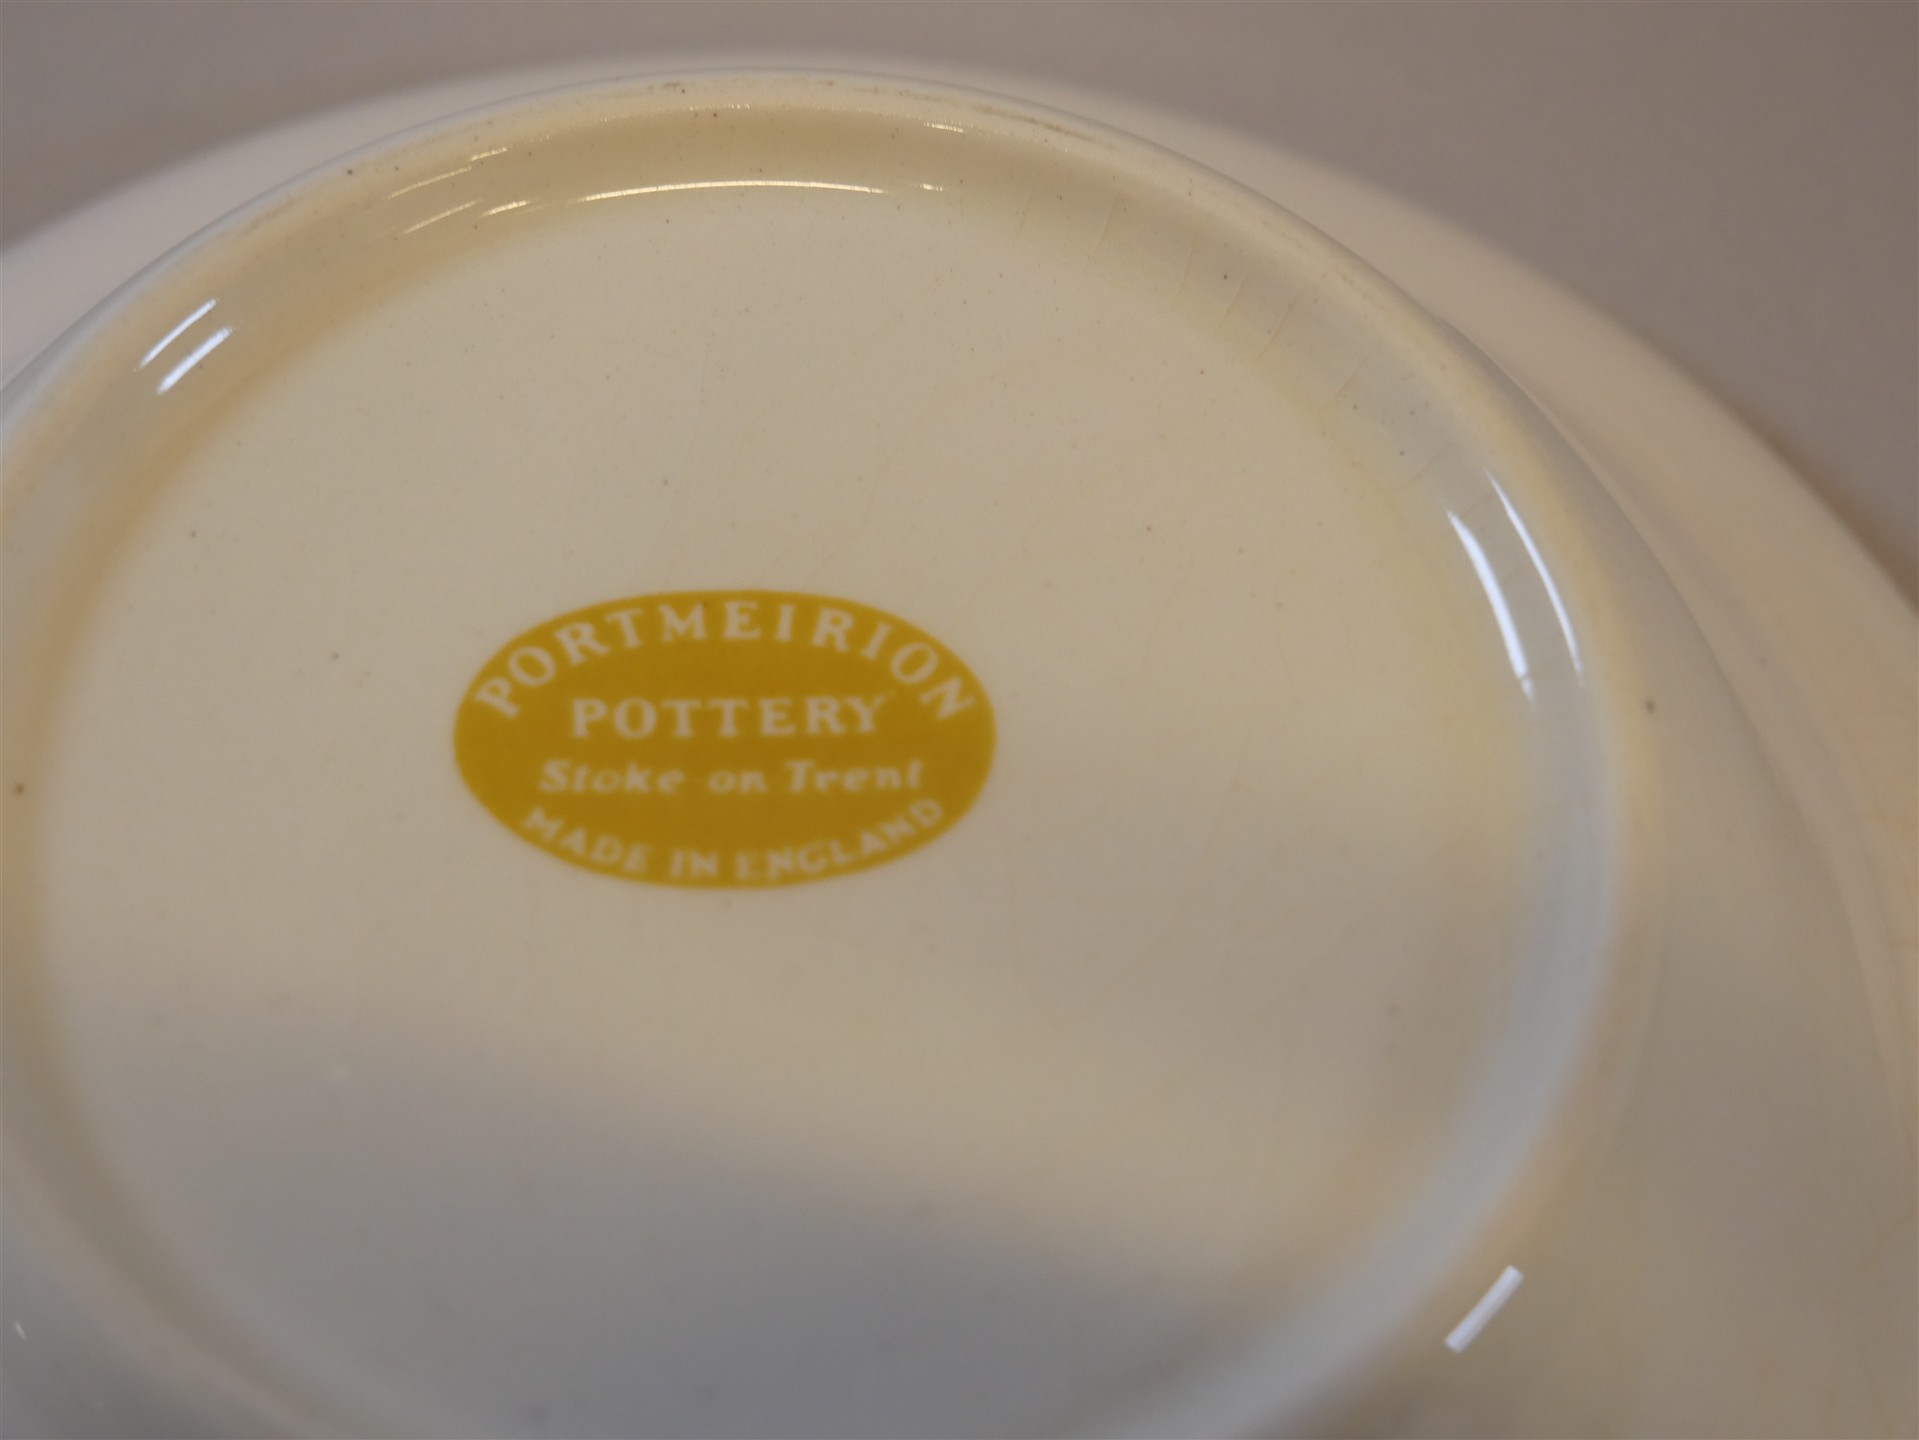 PORTMEIRION
POTTERY
Stoke on Trent
MADE IN ENGLAND